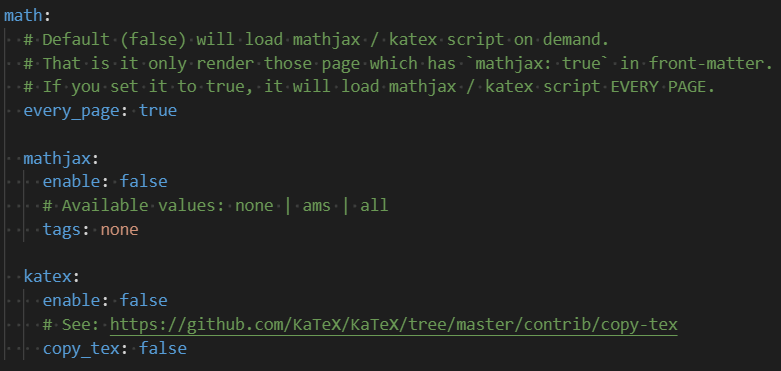 math:
# Default (false) will load mathjax / katex script on demand.
# That is it only render those page which has `mathjax: true` in front-matter.
# If you set it to true, it will load mathjax / katex script EVERY PAGE.
every_page: true
mathjax:
enable: false
# Available values: none | ams | all
tags: none
katex:
enable: false
# See: https://github.com/KaTeX/KaTeX/tree/master/contrib/copy-tex
copy_tex: false